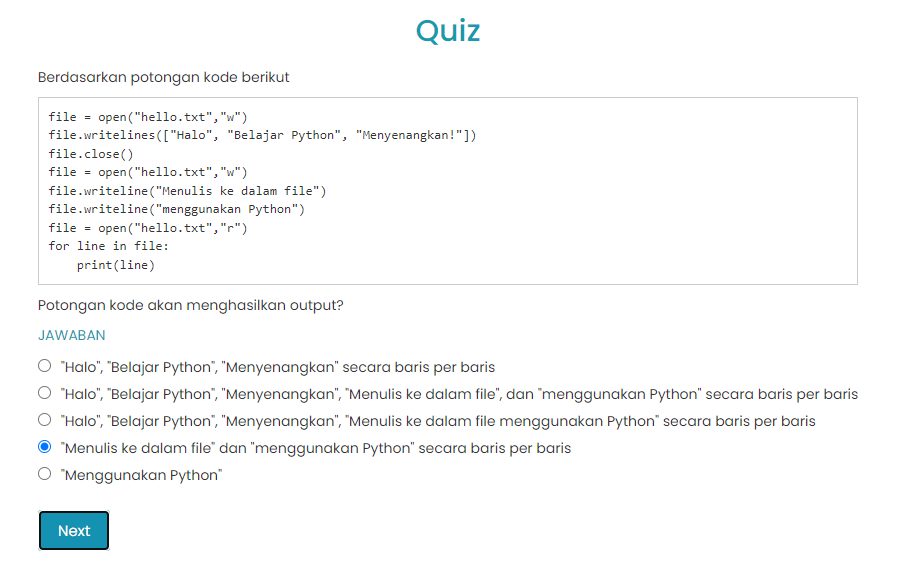 Quiz
Berdasarkan potongan kode berikut
file = open("hello.txt","w")
file.writelines(["Halo", "Belajar Python", "Menyenangkan!"])
file.close()
file = open("hello.txt","w")
file.writeline("Menulis ke dalam file")
file.writeline("menggunakan Python")
file = open("hello.txt","r")
for line in file:
    print(line)
Potongan kode akan menghasilkan output?
JAWABAN
"Halo", "Belajar Python", "Menyenangkan" secara baris per baris
"Halo", "Belajar Python", "Menyenangkan", "Menulis ke dalam file", dan "menggunakan Python" secara baris per baris
"Halo", "Belajar Python", "Menyenangkan", "Menulis ke dalam file menggunakan Python" secara baris per baris
"Menulis ke dalam file" dan "menggunakan Python" secara baris per baris
"Menggunakan Python"
Next